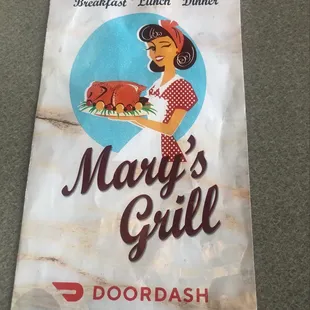 Breakfast Lunch Dinner
Mary's
Grill
DOORDASH